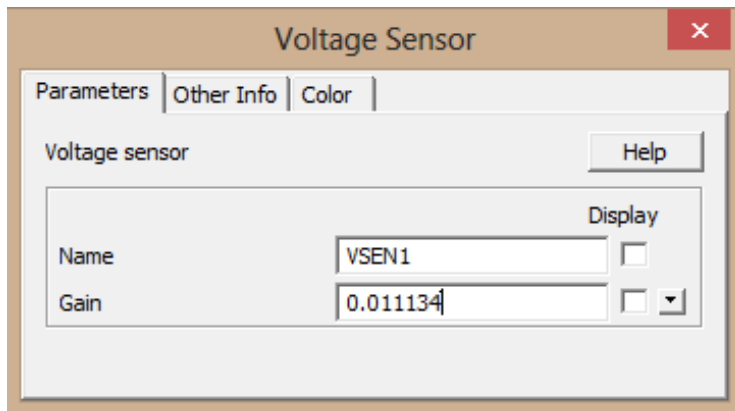 Voltage Sensor
Parameters Other Info Color
Voltage sensor Help
Display
Name VSEN1
Gain 0.011134